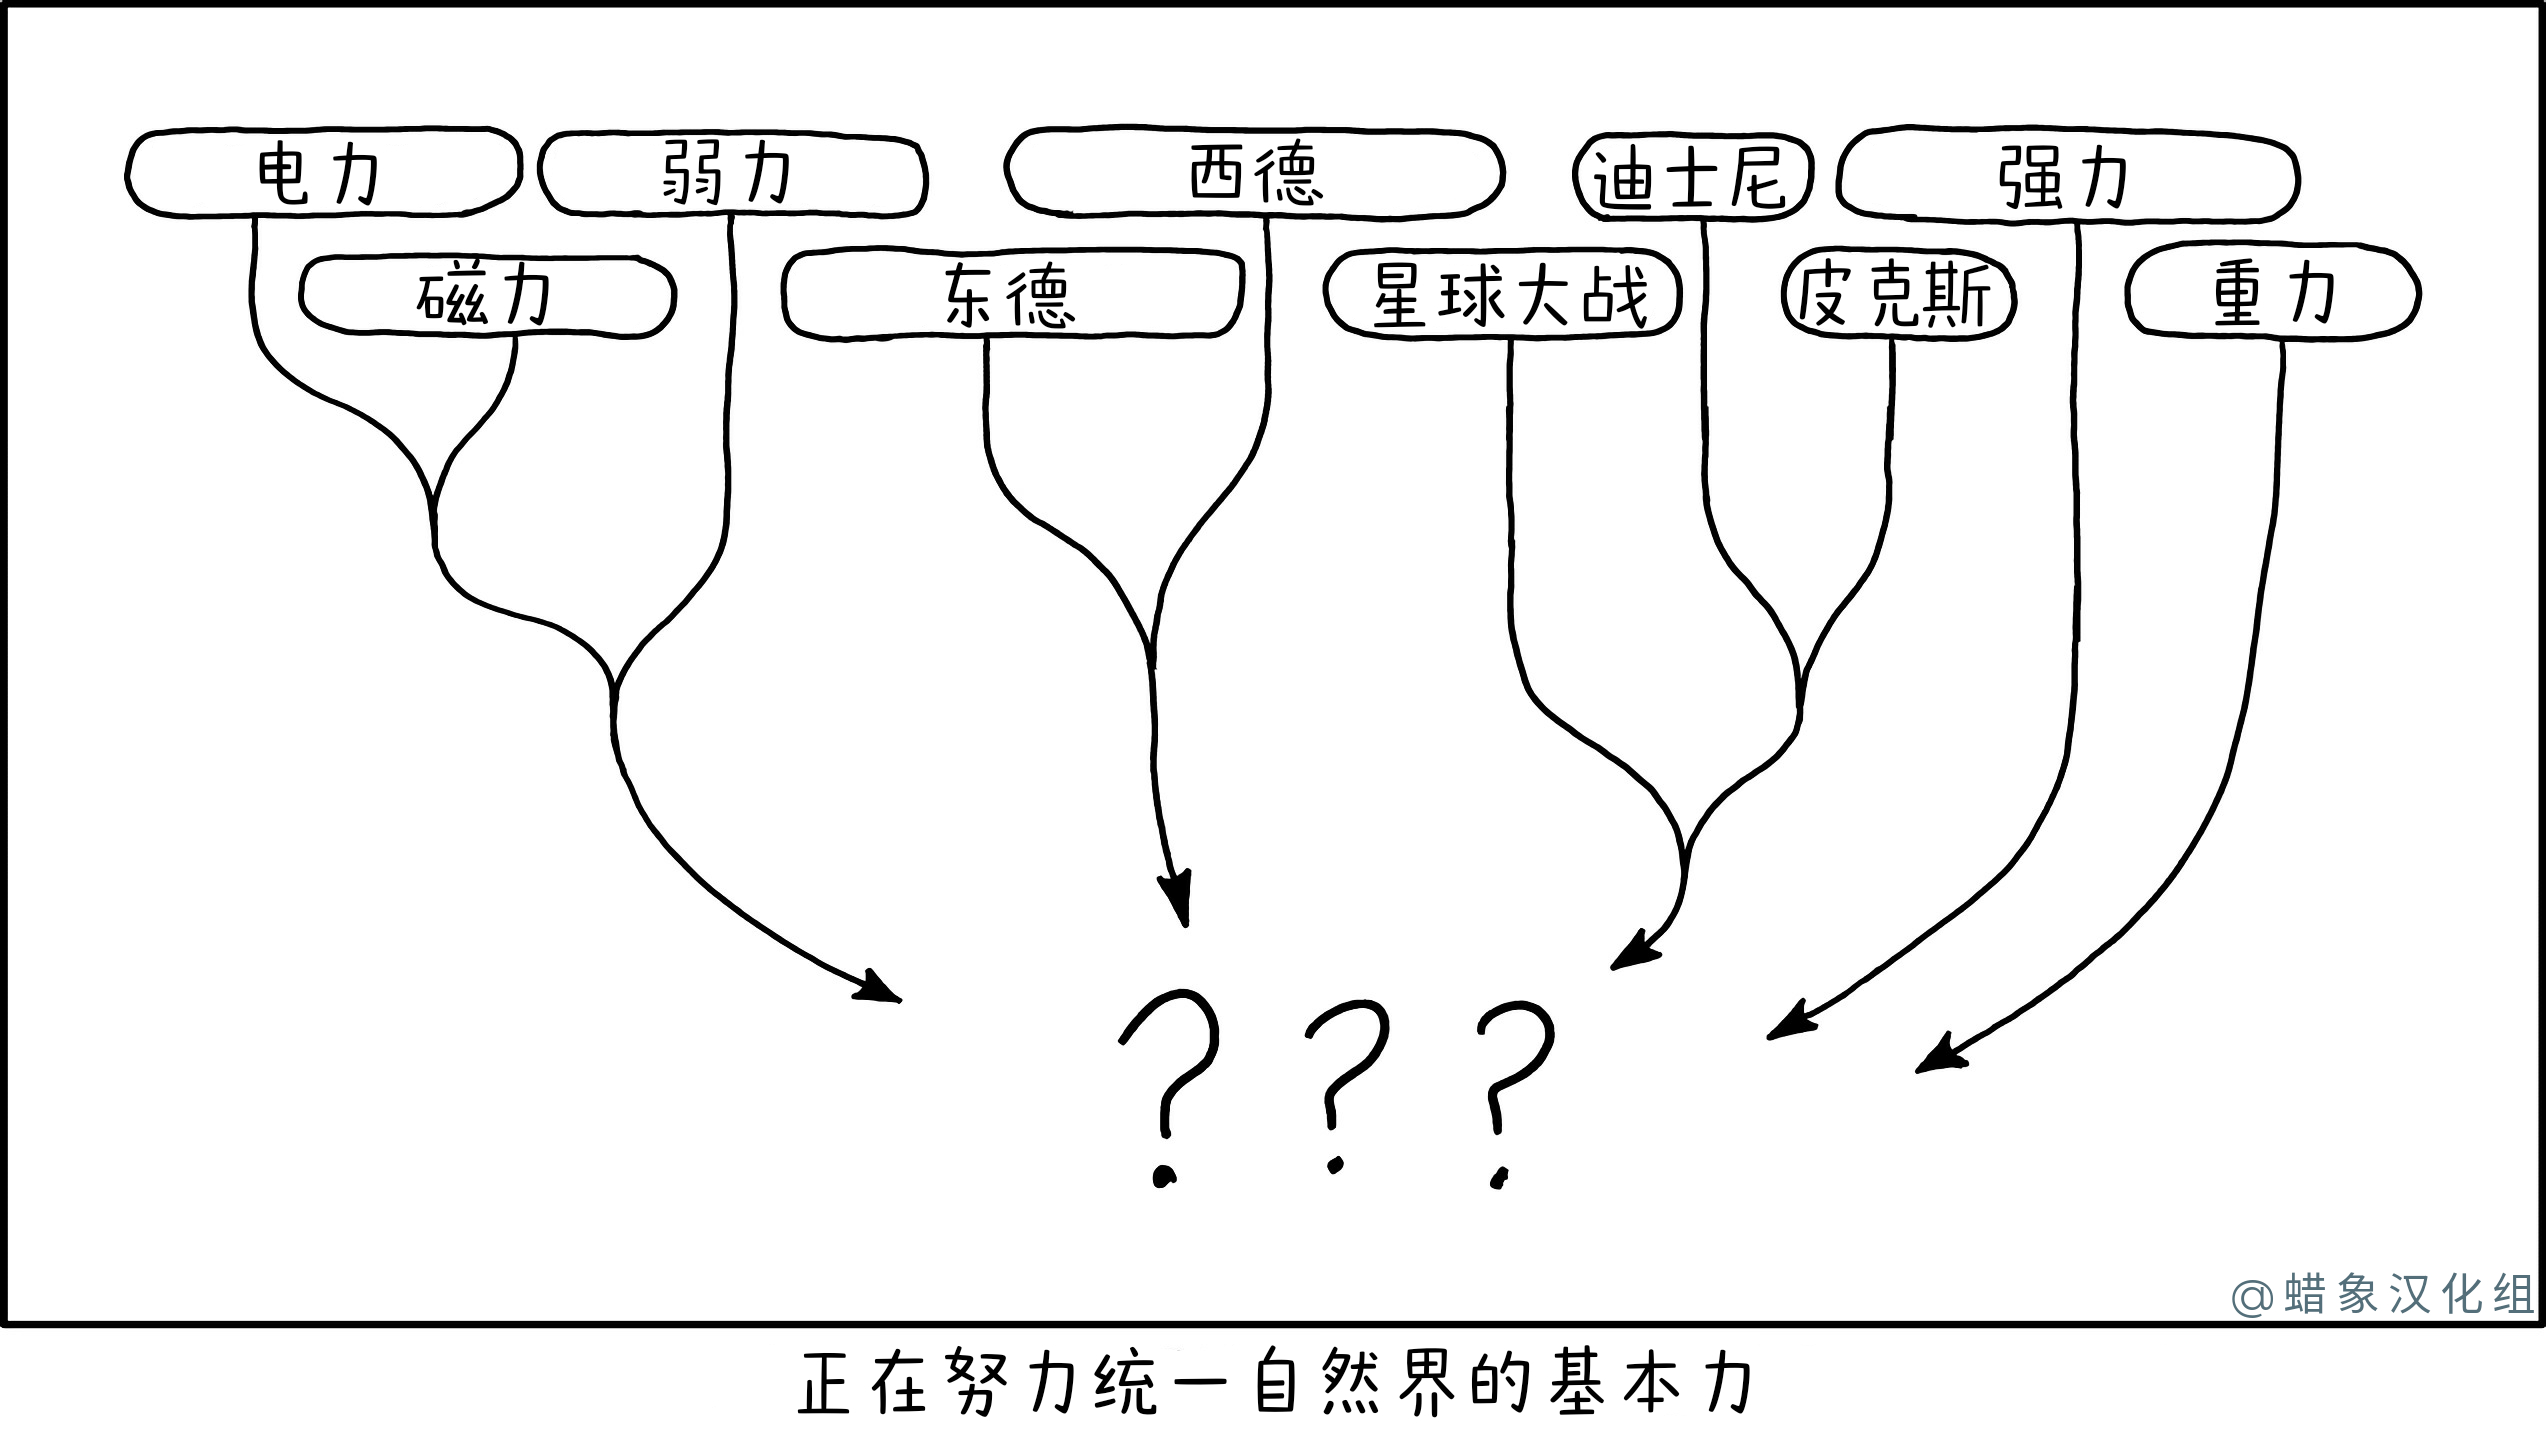 电力
弱力
西德
迪士尼
强力
磁力
东德
星球大战
皮克斯
重力
? ? ?
@蜡象汉化组
正在努力统一自然界的基本力